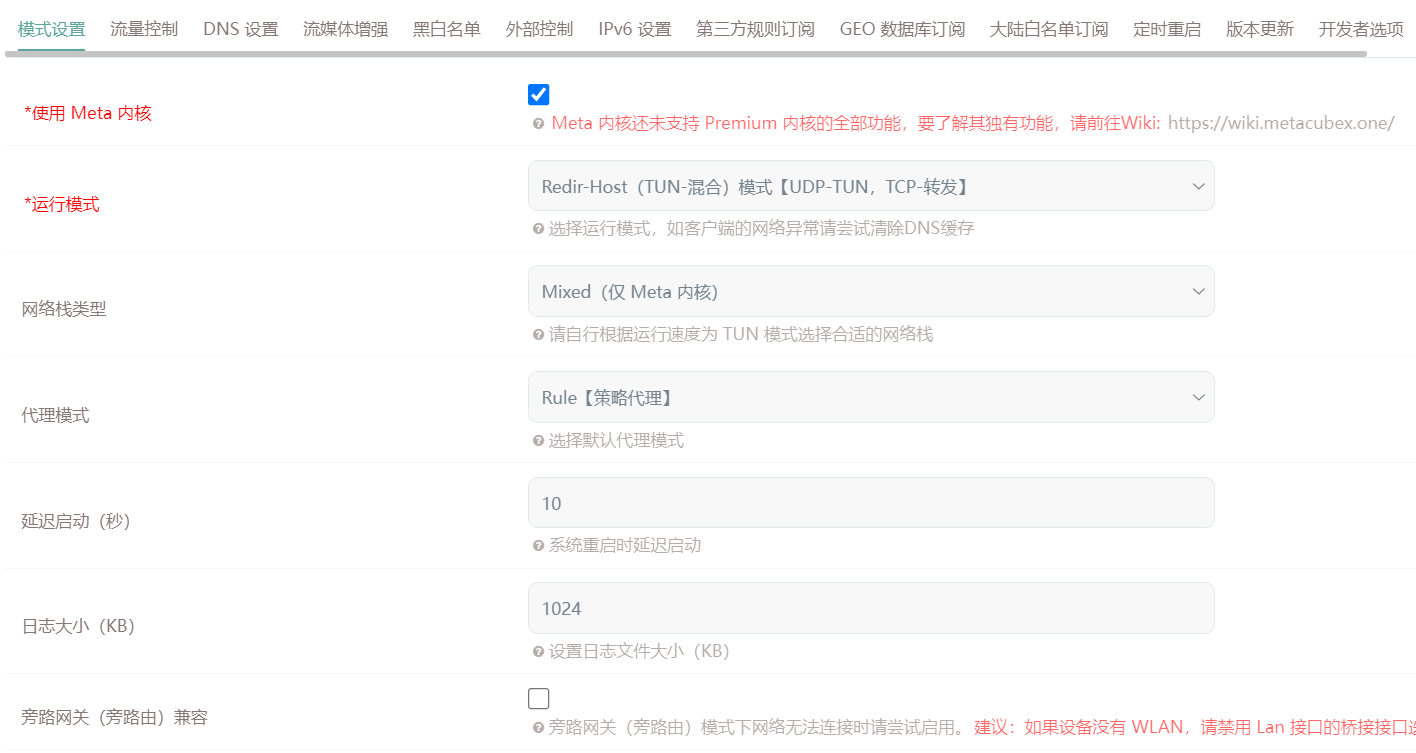 模式设置 流量控制 DNS 设置 流媒体增强 黑白名单 外部控制 IPv6 设置 第三方规则订阅 GEO 数据库订阅 大陆白名单订阅 定时重启 版本更新 开发者选项
*使用 Meta 内核
Meta 内核还未支持 Premium 内核的全部功能，要了解其独有功能，请前往Wiki: https://wiki.metacubex.one/
*运行模式
Redir-Host（TUN-混合）模式【UDP-TUN，TCP-转发】
选择运行模式，如客户端的网络异常请尝试清除DNS缓存
网络栈类型
Mixed（仅 Meta 内核）
请自行根据运行速度为 TUN 模式选择合适的网络栈
代理模式
Rule【策略代理】
选择默认代理模式
延迟启动（秒）
10
系统重启时延迟启动
日志大小（KB）
1024
设置日志文件大小（KB）
旁路网关（旁路由）兼容
旁路网关（旁路由）模式下网络无法连接时请尝试启用。建议：如果设备没有 WLAN，请禁用 Lan 接口的桥接接口